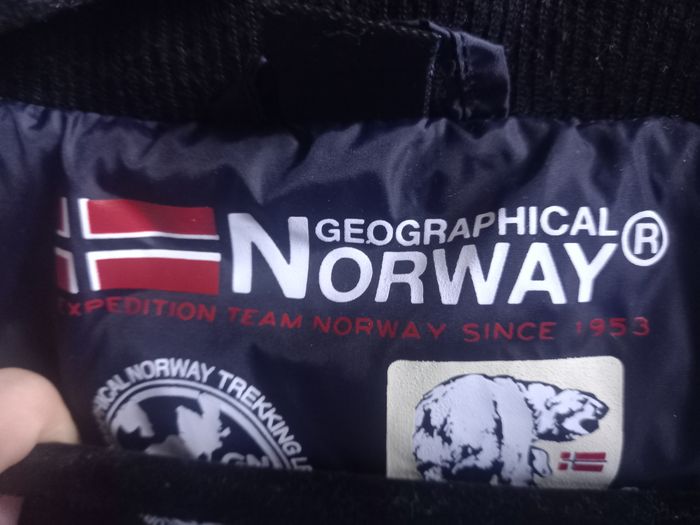 GEOGRAPHICAL
NORWAY®
EXPEDITION TEAM NORWAY SINCE 1953
NORWAY TREKKING